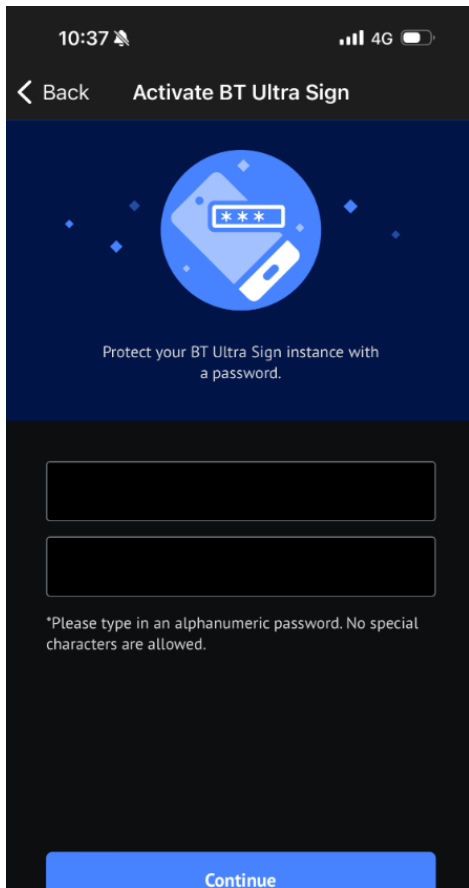 10:37
4G
Back
Activate BT Ultra Sign
***
Protect your BT Ultra Sign instance with
a password.
*Please type in an alphanumeric password. No special
characters are allowed.
Continue